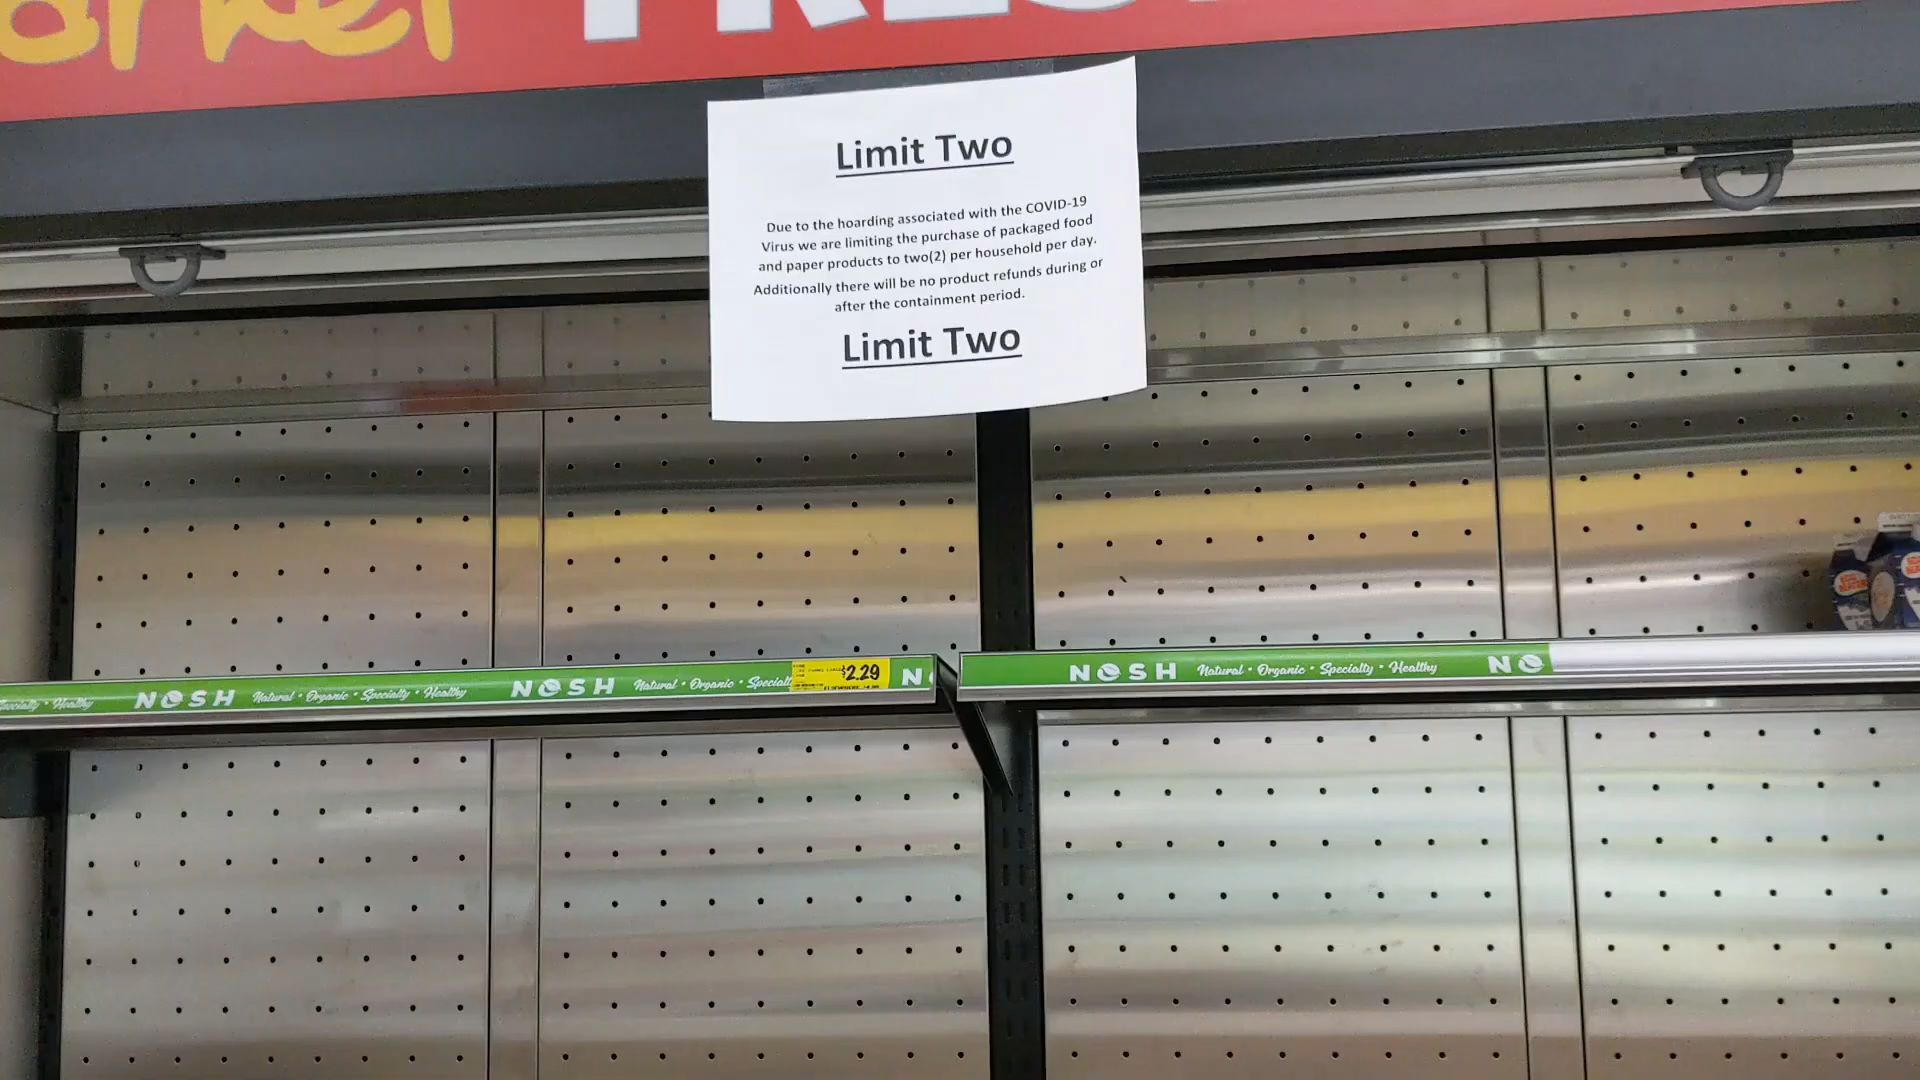 Limit Two
Due to the hoarding associated with the COVID-19
Virus we are limiting the purchase of packaged food
and paper products to two(2) per household per day.
Additionally there will be no product refunds during or
after the containment period.
Limit Two
Specialty • Healthy NOSH Natural • Organic • Specialty • Healthy NOSH Natural • Organic • Special $2.29 N
NOSH Natural • Organic • Specialty • Healthy NO